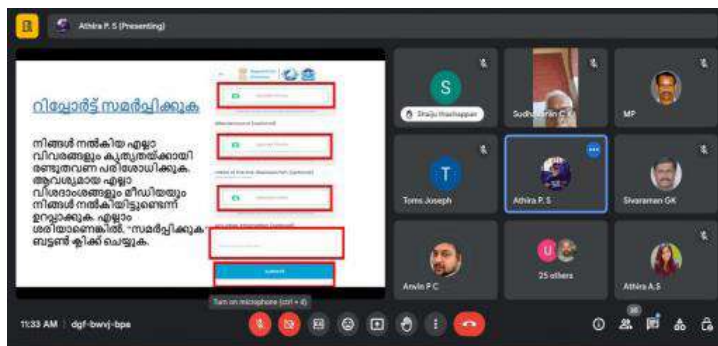 Athira P. S (Presenting)
റിപ്പോർട്ട് സമർപ്പിക്കുക
നിങ്ങൾ നൽകിയ എല്ലാ
വിവരങ്ങളും കൃത്യതയ്ക്കായി
രണ്ടുതവണ പരിശോധിക്കുക.
ആവശ്യമായ എല്ലാ
വിശദാംശങ്ങളും മീഡിയയും
നിങ്ങൾ നൽകിയിട്ടുണ്ടെന്ന്
ഉറപ്പാക്കുക. എല്ലാം
ശരിയാണെങ്കിൽ, "സമർപ്പിക്കുക"
ബട്ടൺ ക്ലിക്ക് ചെയ്യുക.
S
Shaiju thachappan
Sudhakaran C K
MP
T
Toms Joseph
Athira P. S
Sivaraman GK
Anvin P C
U
25 others
Athira A.S
Turn on microphone (ctrl + d)
11:33 AM
dgf-bwvj-bps